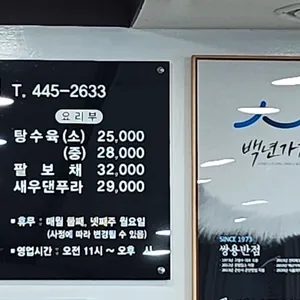 T. 445-2633
요리부
탕수육(소) 25,000
(중) 28,000
팔보채 32,000
새우덴푸라 29,000
▪휴무 : 매월 둘째, 넷째주 월요일
(사정에 따라 변경될 수 있음)
▪영업시간 : 오전 11시 ~ 오후 시
백년가
SINCE 1973
쌍용반점